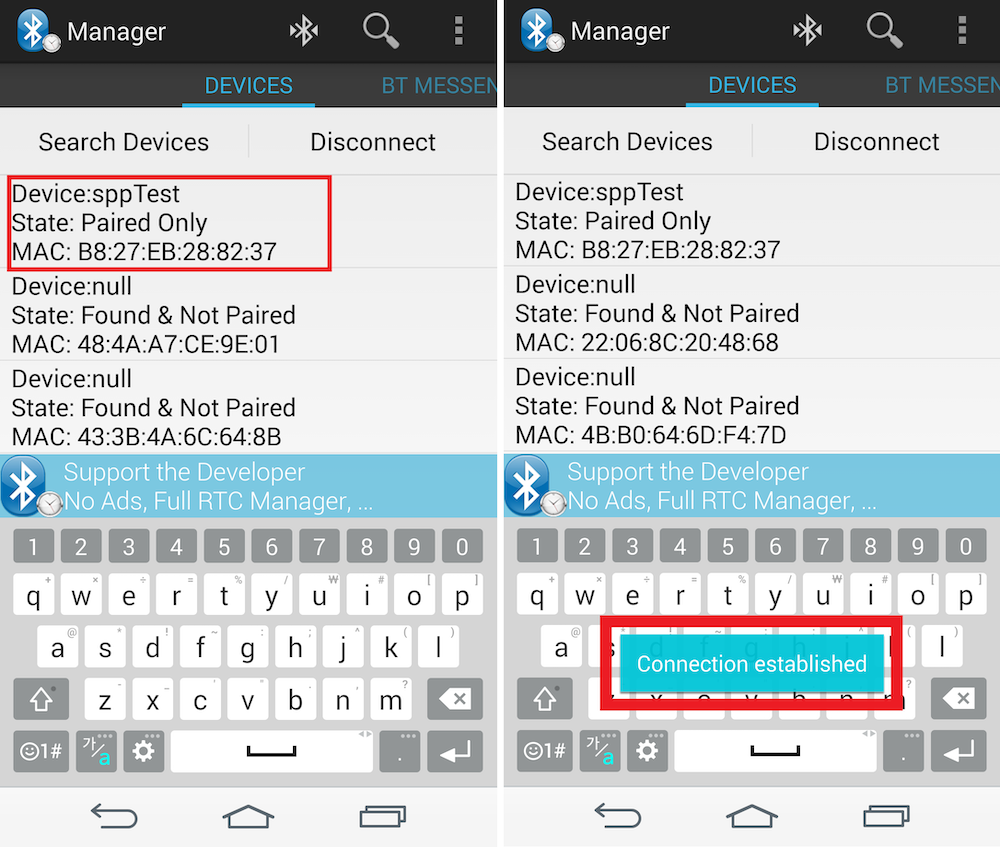 Manager
DEVICES BT MESSEN
Search Devices Disconnect
Device:sppTest
State: Paired Only
MAC: B8:27:EB:28:82:37
Device:null
State: Found & Not Paired
MAC: 48:4A:A7:CE:9E:01
Device:null
State: Found & Not Paired
MAC: 43:3B:4A:6C:64:8B
Support the Developer
No Ads, Full RTC Manager, ...
1 2 3 4 5 6 7 8 9 0
q w e r t y u i o p
a s d f g h j k l
z x c v b n m
1# 가/a .
Manager
DEVICES BT MESSEN
Search Devices Disconnect
Device:sppTest
State: Paired Only
MAC: B8:27:EB:28:82:37
Device:null
State: Found & Not Paired
MAC: 22:06:8C:20:48:68
Device:null
State: Found & Not Paired
MAC: 4B:B0:64:6D:F4:7D
Support the Developer
No Ads, Full RTC Manager, ...
1 2 3 4 5 6 7 8 9 0
q w e r t y u i o p
a l
Connection established
1# 가/a .